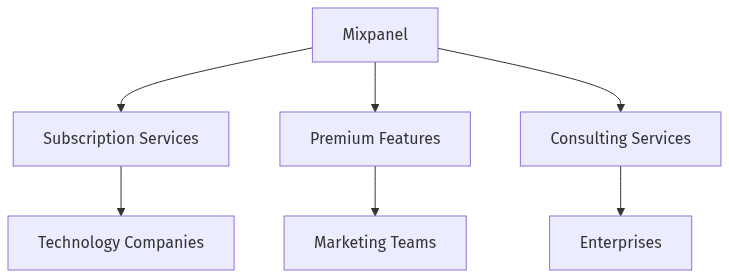 Mixpanel
Subscription Services
Premium Features
Consulting Services
Technology Companies
Marketing Teams
Enterprises